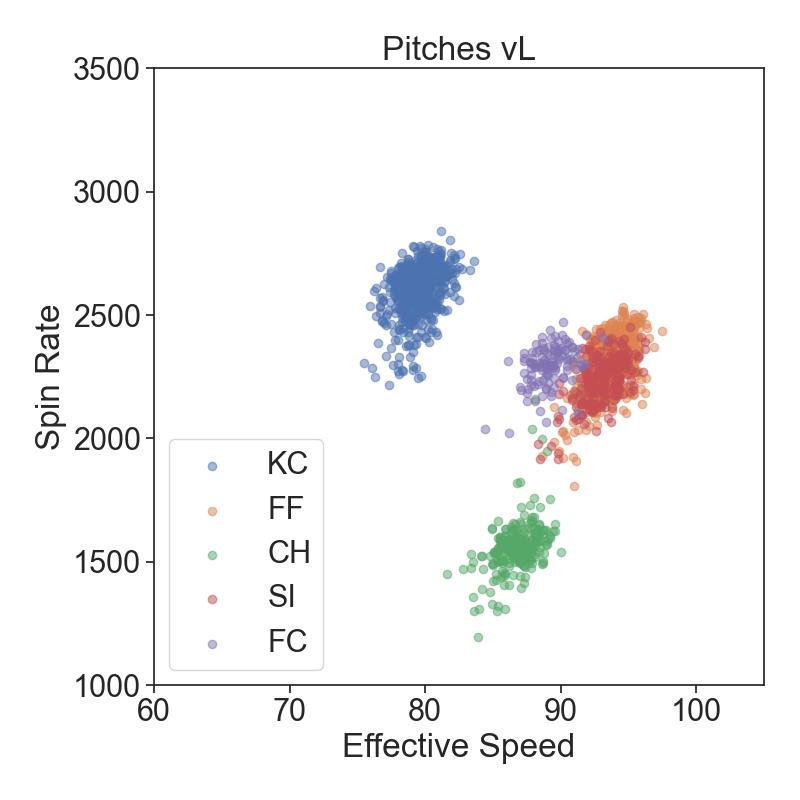 Pitches vL
3500
3000
2500
2000
1500
1000
Spin Rate
KC
FF
CH
SI
FC
60 70 80 90 100
Effective Speed